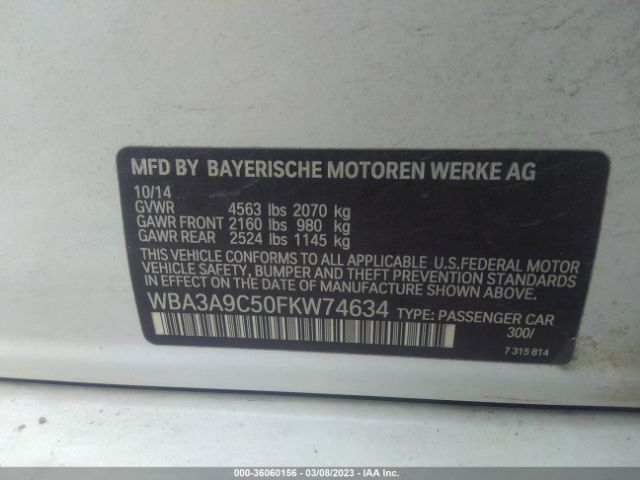 MFD BY BAYERISCHE MOTOREN WERKE AG
10/14
GVWR 4563 lbs 2070 kg
GAWR FRONT 2160 lbs 980 kg
GAWR REAR 2524 lbs 1145 kg
THIS VEHICLE CONFORMS TO ALL APPLICABLE U.S.FEDERAL MOTOR
VEHICLE SAFETY, BUMPER AND THEFT PREVENTION STANDARDS
IN EFFECT ON THE DATE OF MANUFACTURE SHOWN ABOVE.
WBA3A9C50FKW74634 TYPE: PASSENGER CAR
300/
7 315 814
000-36060156 — 03/08/2023 — IAA Inc.